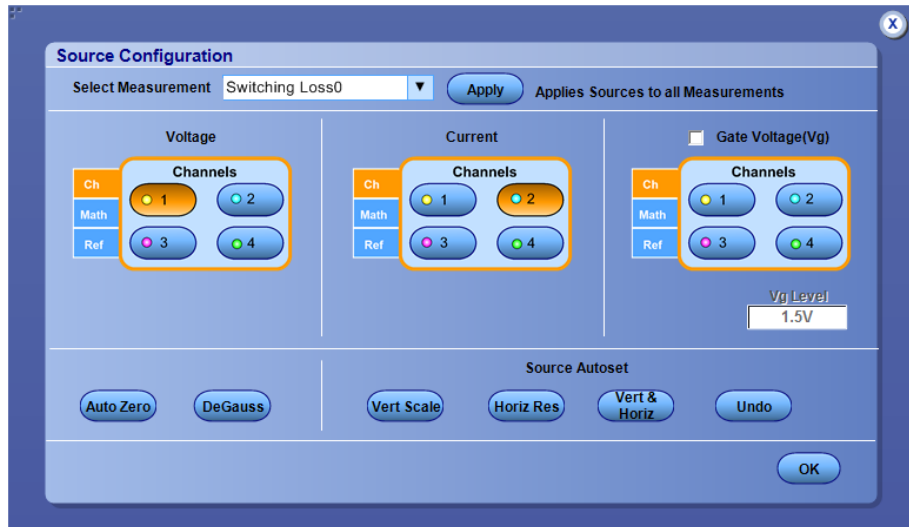 X
Source Configuration
Select Measurement Switching Loss0 Apply Applies Sources to all Measurements
Voltage Current Gate Voltage(Vg)
Channels Channels Channels
Ch 1 2 Ch 1 2 Ch 1 2
Math Math Math
Ref 3 4 Ref 3 4 Ref 3 4
Vg Level
1.5V
Source Autoset
Auto Zero DeGauss Vert Scale Horiz Res Vert & Horiz Undo
OK